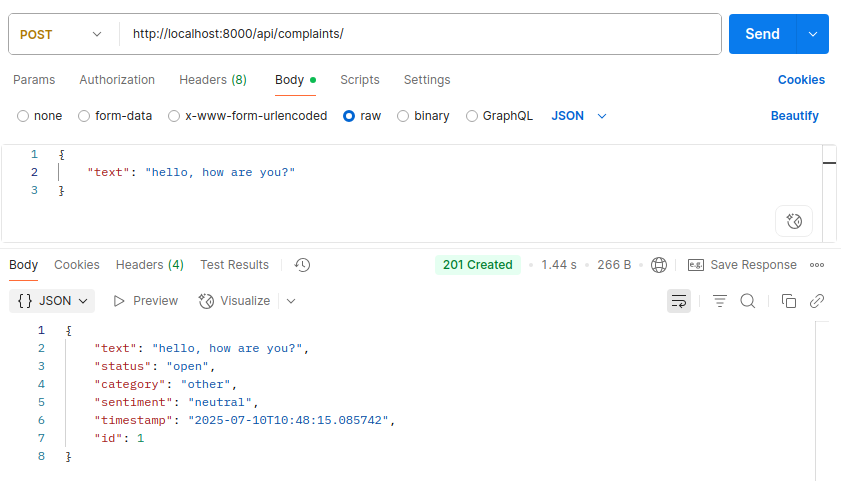 POST http://localhost:8000/api/complaints/ Send
Params Authorization Headers (8) Body Scripts Settings Cookies
none form-data x-www-form-urlencoded raw binary GraphQL JSON Beautify
1 {
2 "text": "hello, how are you?"
3 }
Body Cookies Headers (4) Test Results 201 Created • 1.44 s • 266 B e.g. Save Response
{} JSON Preview Visualize
1 {
2 "text": "hello, how are you?",
3 "status": "open",
4 "category": "other",
5 "sentiment": "neutral",
6 "timestamp": "2025-07-10T10:48:15.085742",
7 "id": 1
8 }